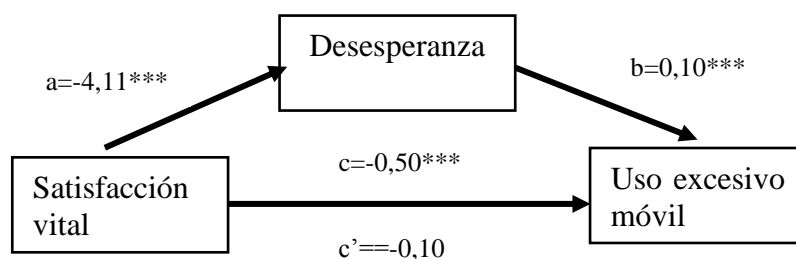 Desesperanza
a=-4,11***
b=0,10***
c=-0,50***
Satisfacción
vital
Uso excesivo
móvil
c’==-0,10